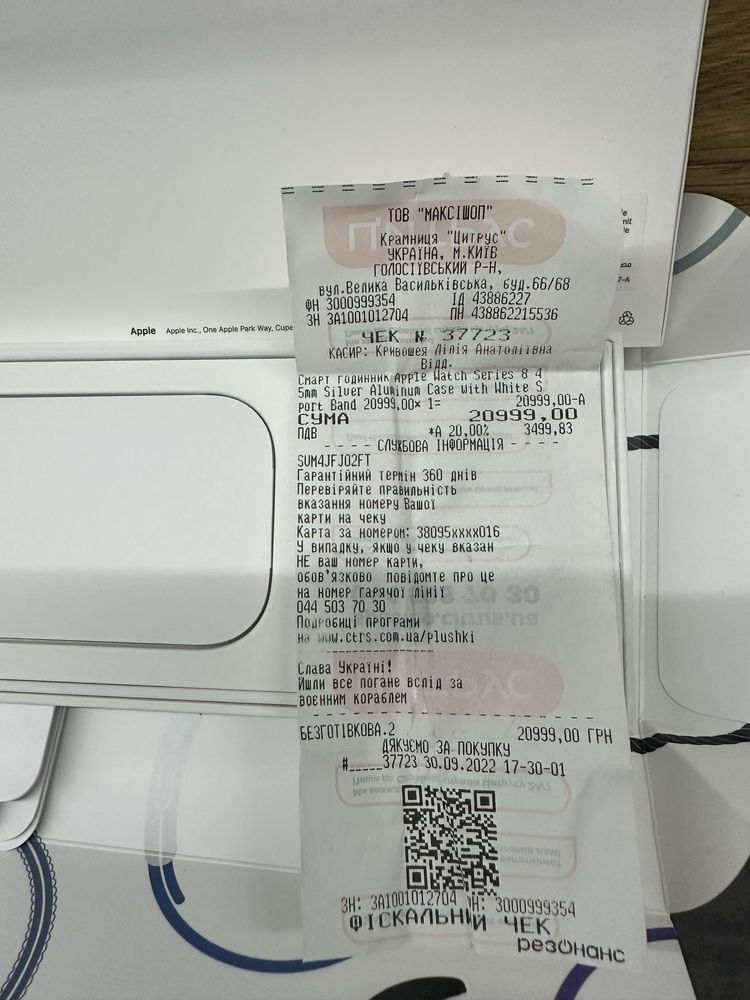 ТОВ "МАКСІШОП"
Крамниця "Цитрус"
УКРАЇНА, М.КИЇВ
ГОЛОСІЇВСЬКИЙ Р-Н,
вул.Велика Васильківська, буд.66/68
ФН 3000999354 ІД 43886227
ЗН ЗА1001012704 ПН 438862215536
ЧЕК № 37723
КАСИР: Кривошея Лілія Анатоліївна
Відд.
Смарт годинник Apple Watch Series 8 4
5mm Silver Aluminum Case with White S
port Band 20999,00× 1= 20999,00-А
СУМА 20999,00
ПДВ *А 20,00% 3499,83
- - - - СЛУЖБОВА ІНФОРМАЦІЯ - - - -
SUM4JFJ02FT
Гарантійний термін 360 днів
Перевіряйте правильність
вказання номеру Вашої
карти на чеку
Карта за номером: 38095xxxx016
У випадку, якщо у чеку вказан
НЕ ваш номер карти,
обов'язково повідомте про це
на номер гарячої лінії
044 503 70 30
Подробиці програми
на www.ctrs.com.ua/plushki
Слава Україні!
Йшли все погане вслід за
воєнним кораблем
БЕЗГОТІВКОВА.2 20999,00 ГРН
ДЯКУЄМО ЗА ПОКУПКУ
#_____37723 30.09.2022 17-30-01
ЗН: ЗА1001012704 ФН: 3000999354
ФІСКАЛЬНИЙ ЧЕК
резонанс
Apple Apple Inc., One Apple Park Way, Cupe